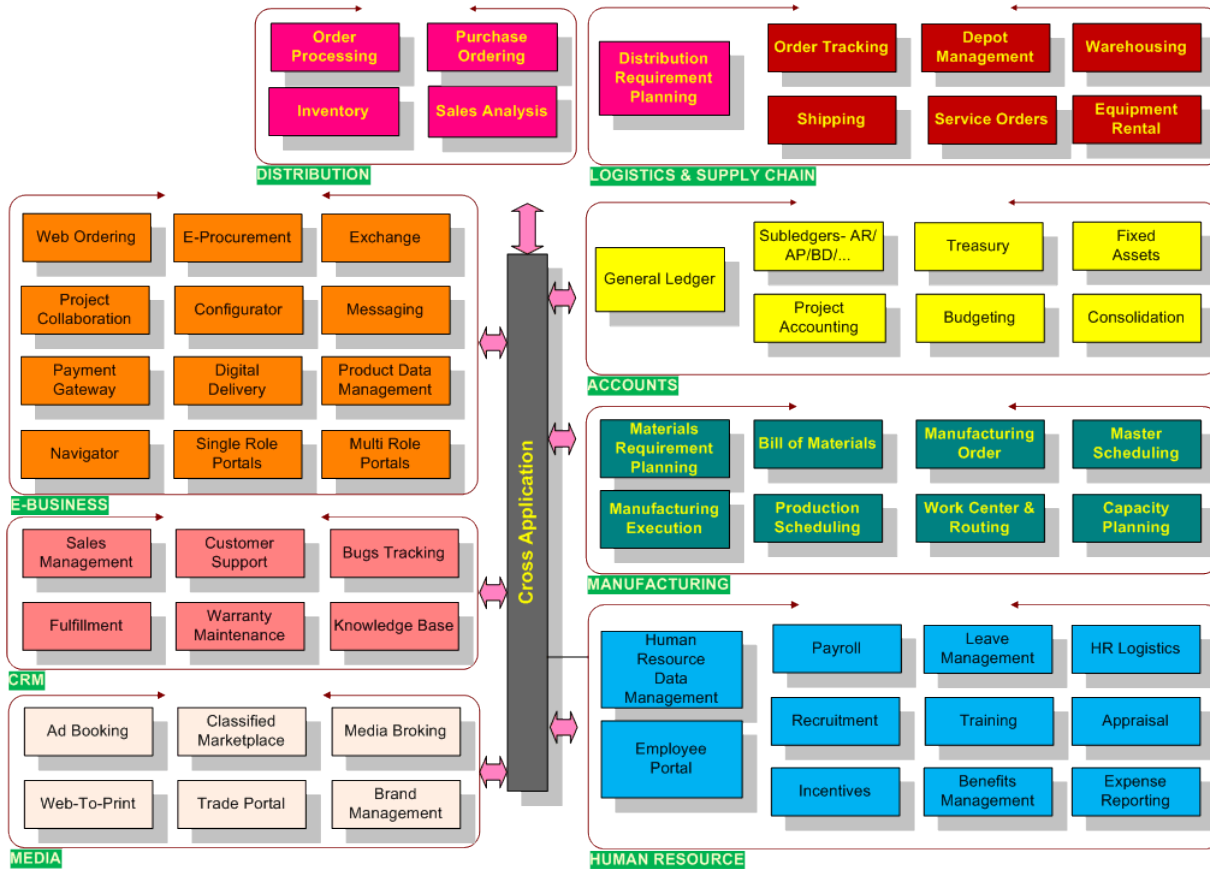 Order
Processing
Purchase
Ordering
Inventory
Sales Analysis
DISTRIBUTION
Distribution
Requirement
Planning
Order Tracking
Depot
Management
Warehousing
Shipping
Service Orders
Equipment
Rental
LOGISTICS & SUPPLY CHAIN
Web Ordering
E-Procurement
Exchange
Project
Collaboration
Configurator
Messaging
Payment
Gateway
Digital
Delivery
Product Data
Management
Navigator
Single Role
Portals
Multi Role
Portals
E-BUSINESS
General Ledger
Subledgers- AR/
AP/BD/...
Treasury
Fixed
Assets
Project
Accounting
Budgeting
Consolidation
ACCOUNTS
Cross Application
Materials
Requirement
Planning
Bill of Materials
Manufacturing
Order
Master
Scheduling
Manufacturing
Execution
Production
Scheduling
Work Center &
Routing
Capacity
Planning
MANUFACTURING
Sales
Management
Customer
Support
Bugs Tracking
Fulfillment
Warranty
Maintenance
Knowledge Base
CRM
Human
Resource
Data
Management
Payroll
Leave
Management
HR Logistics
Employee
Portal
Recruitment
Training
Appraisal
Incentives
Benefits
Management
Expense
Reporting
HUMAN RESOURCE
Ad Booking
Classified
Marketplace
Media Broking
Web-To-Print
Trade Portal
Brand
Management
MEDIA